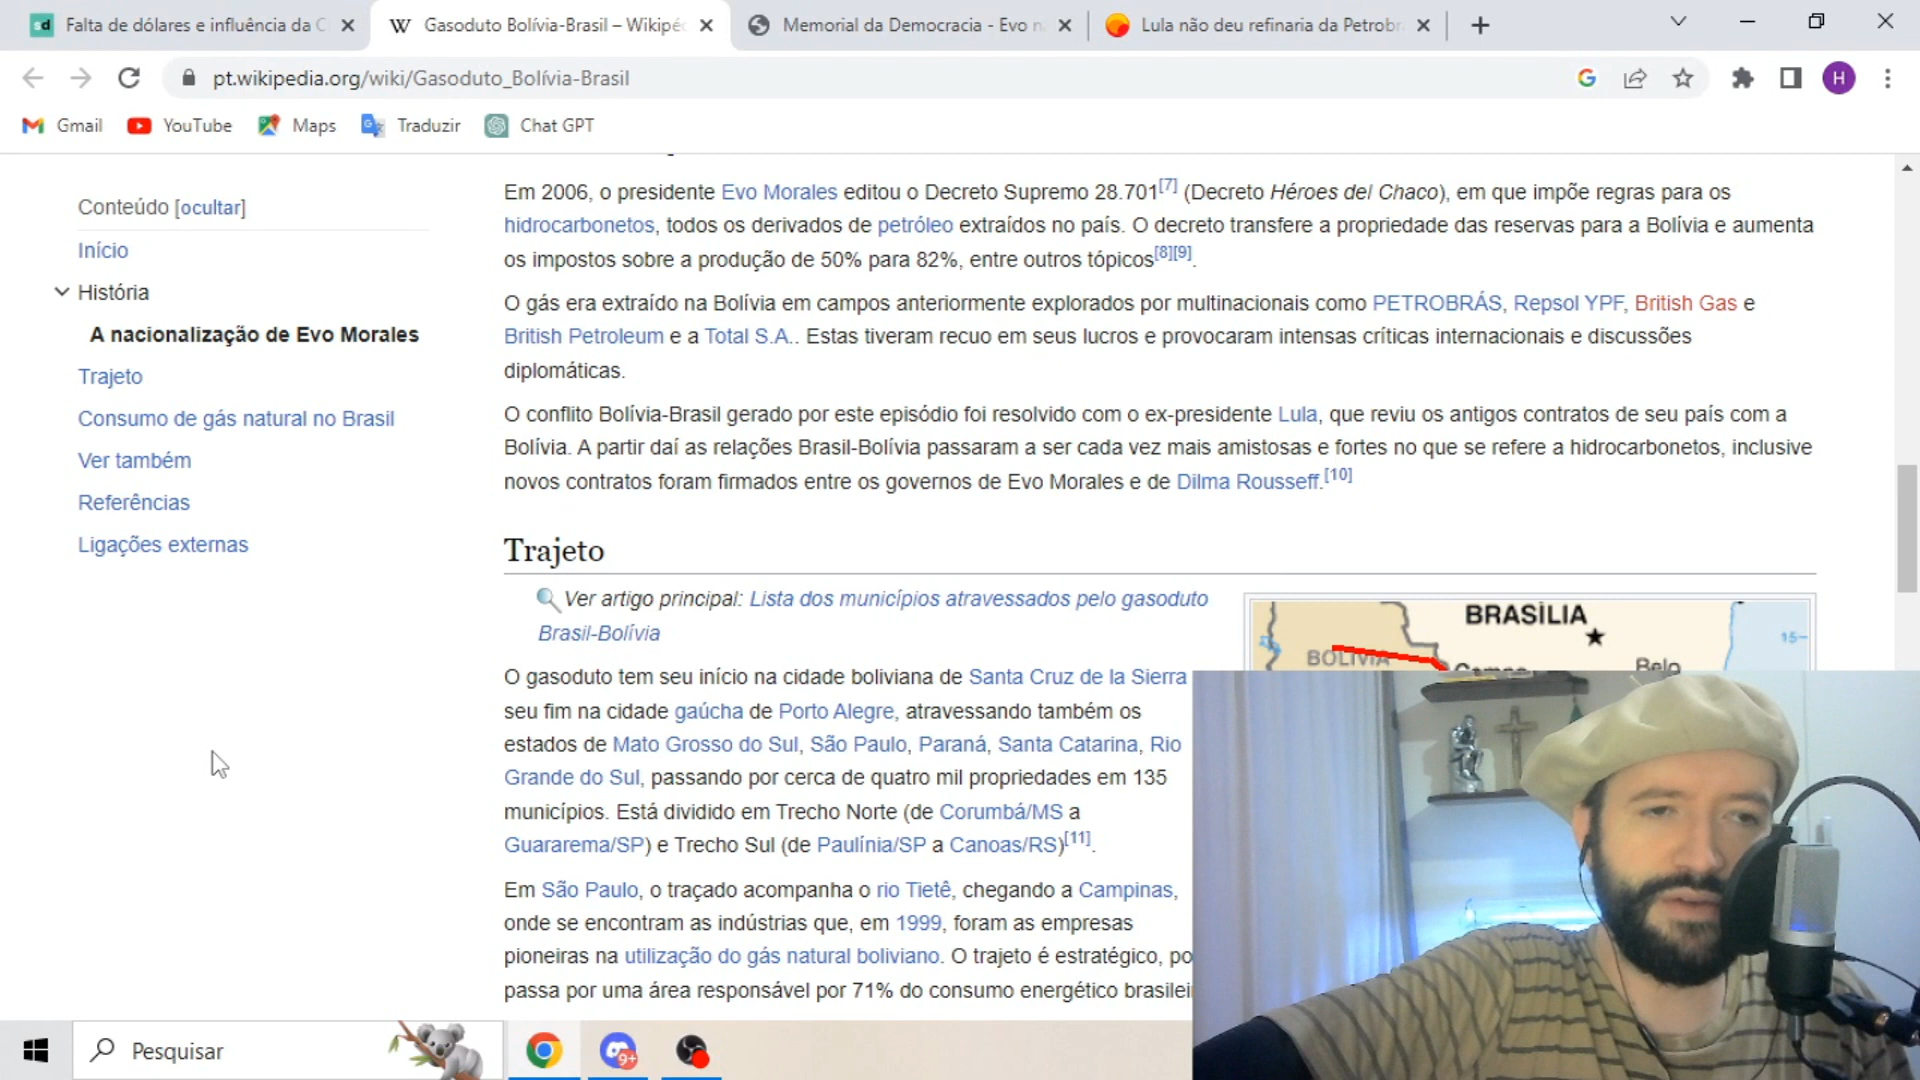 Falta de dólares e influência da C
Gasoduto Bolívia-Brasil – Wikipé
Memorial da Democracia - Evo n
Lula não deu refinaria da Petrobr
pt.wikipedia.org/wiki/Gasoduto_Bolívia-Brasil
H
Gmail
YouTube
Maps
Traduzir
Chat GPT
Conteúdo [ocultar]
Início
História
A nacionalização de Evo Morales
Trajeto
Consumo de gás natural no Brasil
Ver também
Referências
Ligações externas
Em 2006, o presidente Evo Morales editou o Decreto Supremo 28.701[7] (Decreto Héroes del Chaco), em que impõe regras para os
hidrocarbonetos, todos os derivados de petróleo extraídos no país. O decreto transfere a propriedade das reservas para a Bolívia e aumenta
os impostos sobre a produção de 50% para 82%, entre outros tópicos[8][9].
O gás era extraído na Bolívia em campos anteriormente explorados por multinacionais como PETROBRÁS, Repsol YPF, British Gas e
British Petroleum e a Total S.A.. Estas tiveram recuo em seus lucros e provocaram intensas críticas internacionais e discussões
diplomáticas.
O conflito Bolívia-Brasil gerado por este episódio foi resolvido com o ex-presidente Lula, que reviu os antigos contratos de seu país com a
Bolívia. A partir daí as relações Brasil-Bolívia passaram a ser cada vez mais amistosas e fortes no que se refere a hidrocarbonetos, inclusive
novos contratos foram firmados entre os governos de Evo Morales e de Dilma Rousseff.[10]
Trajeto
Ver artigo principal: Lista dos municípios atravessados pelo gasoduto
Brasil-Bolívia
O gasoduto tem seu início na cidade boliviana de Santa Cruz de la Sierra
seu fim na cidade gaúcha de Porto Alegre, atravessando também os
estados de Mato Grosso do Sul, São Paulo, Paraná, Santa Catarina, Rio
Grande do Sul, passando por cerca de quatro mil propriedades em 135
municípios. Está dividido em Trecho Norte (de Corumbá/MS a
Guararema/SP) e Trecho Sul (de Paulínia/SP a Canoas/RS)[11].
Em São Paulo, o traçado acompanha o rio Tietê, chegando a Campinas,
onde se encontram as indústrias que, em 1999, foram as empresas
pioneiras na utilização do gás natural boliviano. O trajeto é estratégico, po
passa por uma área responsável por 71% do consumo energético brasilei
BRASÍLIA
15
BOLÍVIA
Campo
Belo
Pesquisar
9+